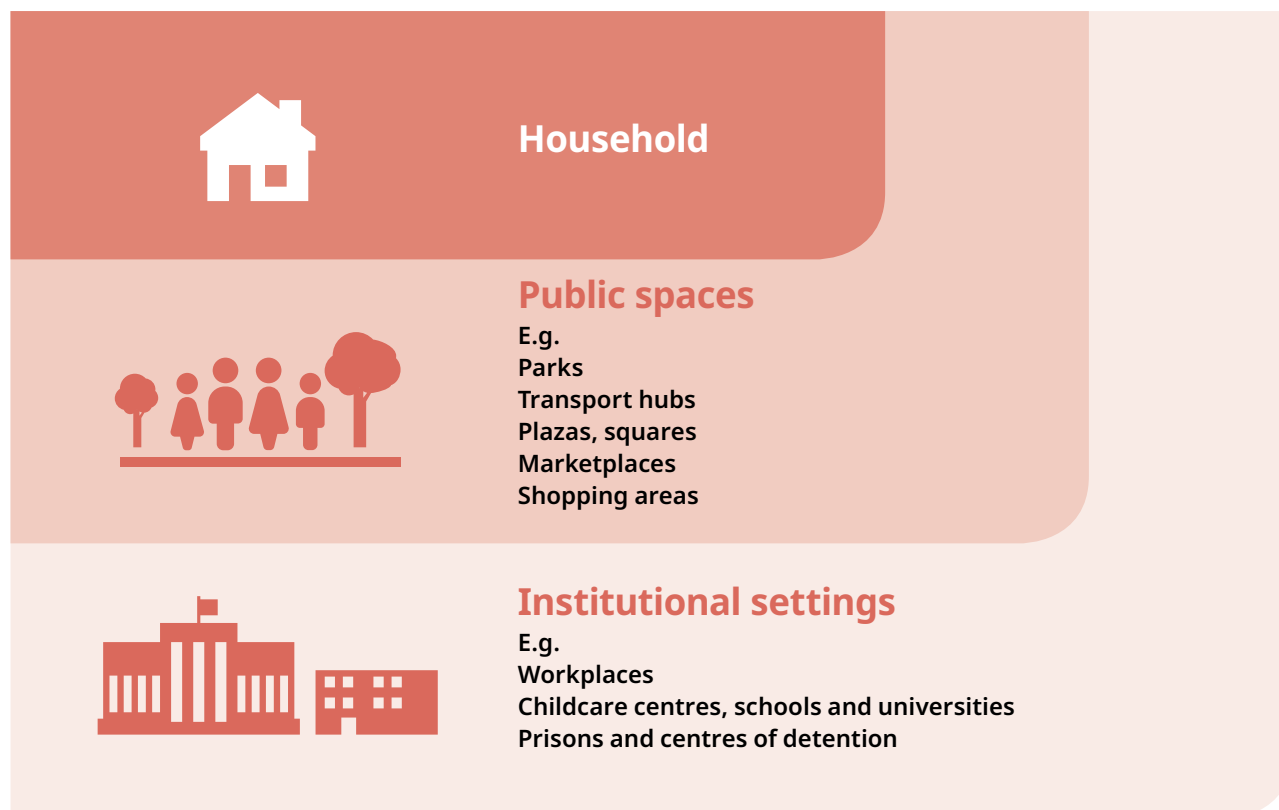 Household
Public spaces
E.g.
Parks
Transport hubs
Plazas, squares
Marketplaces
Shopping areas
Institutional settings
E.g.
Workplaces
Childcare centres, schools and universities
Prisons and centres of detention